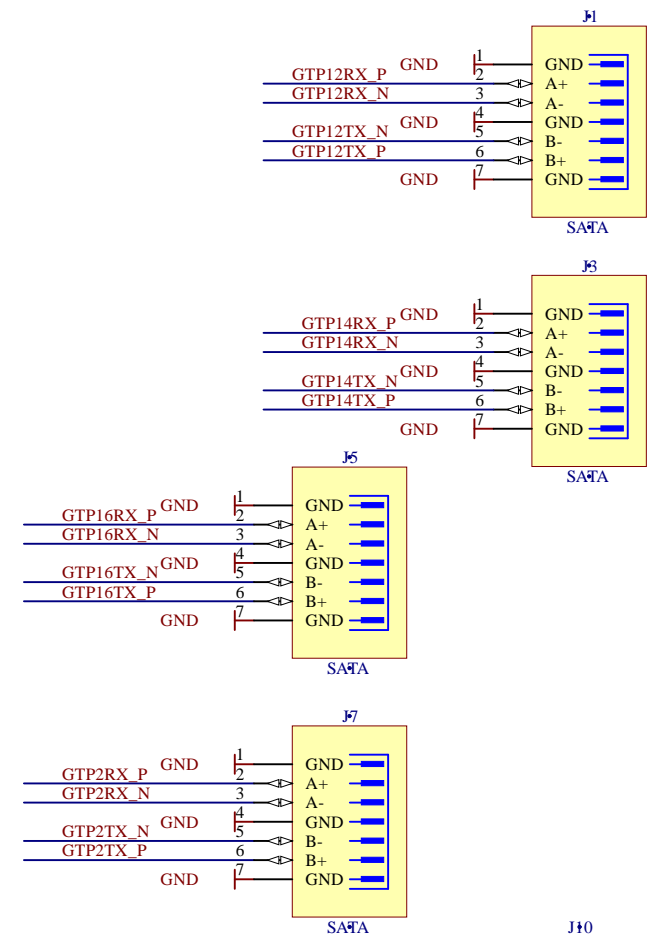 J1
GND 1 GND
GTP12RX_P 2 A+
GTP12RX_N 3 A-
GND 4 GND
GTP12TX_N 5 B-
GTP12TX_P 6 B+
GND 7 GND
SATA
J3
GND 1 GND
GTP14RX_P 2 A+
GTP14RX_N 3 A-
GND 4 GND
GTP14TX_N 5 B-
GTP14TX_P 6 B+
GND 7 GND
SATA
J5
GND 1 GND
GTP16RX_P 2 A+
GTP16RX_N 3 A-
GND 4 GND
GTP16TX_N 5 B-
GTP16TX_P 6 B+
GND 7 GND
SATA
J7
GND 1 GND
GTP2RX_P 2 A+
GTP2RX_N 3 A-
GND 4 GND
GTP2TX_N 5 B-
GTP2TX_P 6 B+
GND 7 GND
SATA
J10